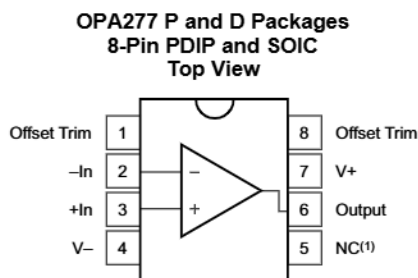 OPA277 P and D Packages
8-Pin PDIP and SOIC
Top View
Offset Trim 1 8 Offset Trim
–In 2 − 7 V+
+In 3 + 6 Output
V– 4 5 NC(1)